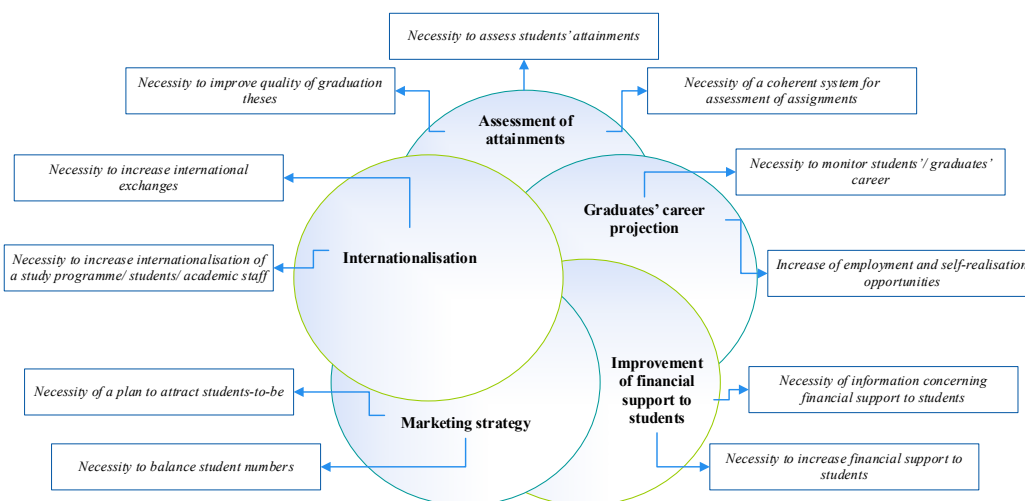 Necessity to assess students' attainments
Necessity to improve quality of graduation
theses
Necessity of a coherent system for
assessment of assignments
Assessment of
attainments
Necessity to increase international
exchanges
Necessity to monitor students'/ graduates'
career
Graduates' career
projection
Necessity to increase internationalisation of
a study programme/ students/ academic staff
Internationalisation
Increase of employment and self-realisation
opportunities
Improvement
of financial
support to
students
Necessity of a plan to attract students-to-be
Necessity of information concerning
financial support to students
Marketing strategy
Necessity to balance student numbers
Necessity to increase financial support to
students